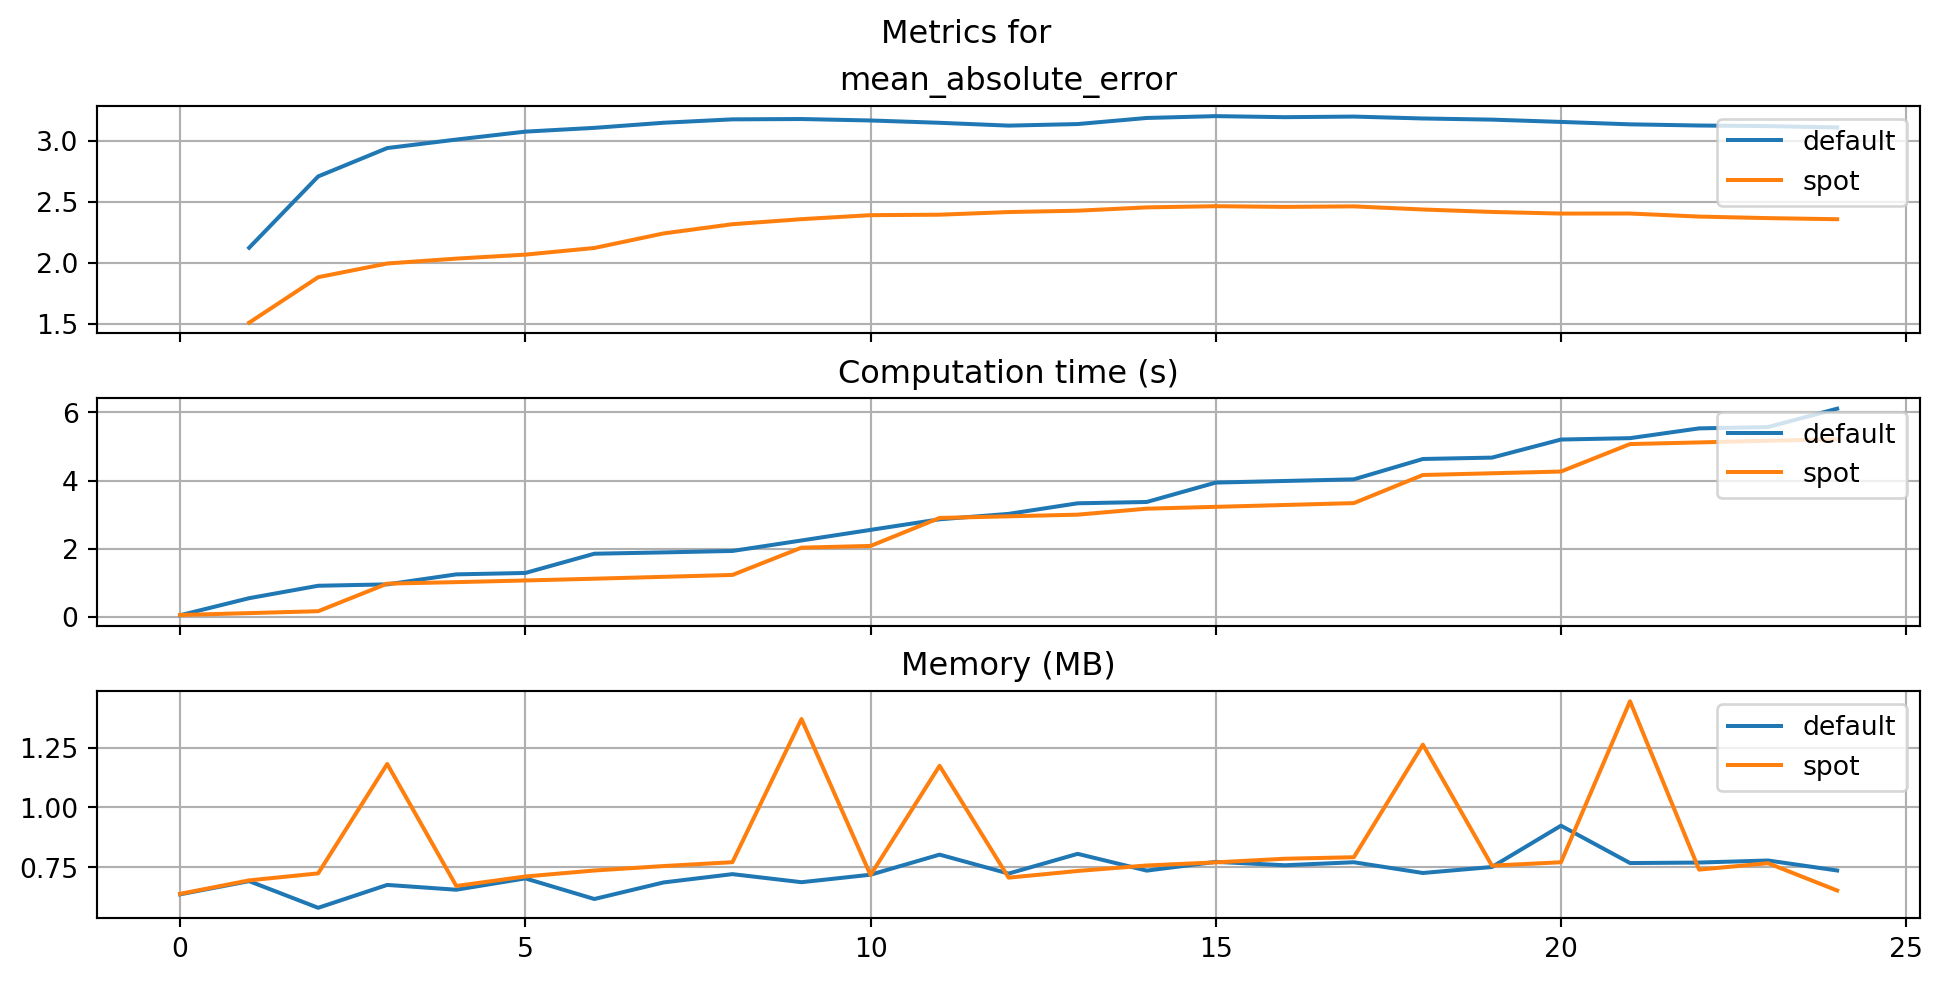 Metrics for
mean_absolute_error
3.0
2.5
2.0
1.5
default
spot
Computation time (s)
6
4
2
0
default
spot
Memory (MB)
1.25
1.00
0.75
default
spot
0 5 10 15 20 25